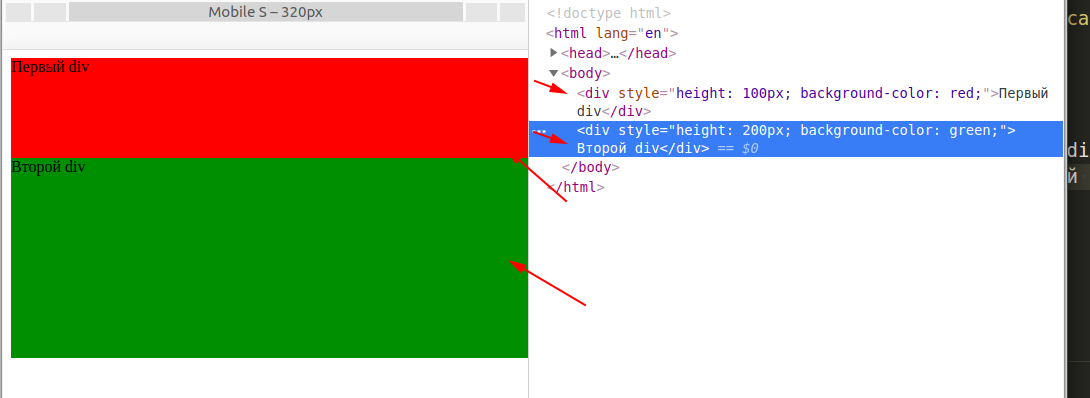 Mobile S – 320px
Первый div
Второй div
<!doctype html>
<html lang="en">
<head>…</head>
<body>
<div style="height: 100px; background-color: red;">Первый
div</div>
<div style="height: 200px; background-color: green;">
Второй div</div> == $0
</body>
</html>
ca
di
й